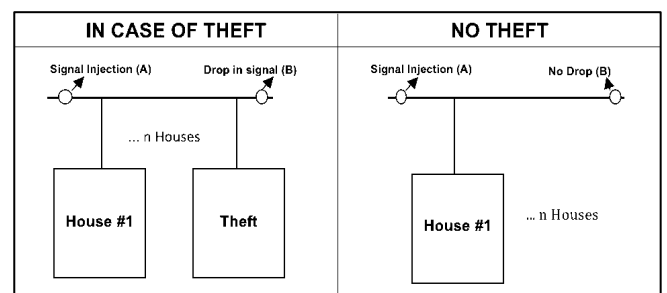 IN CASE OF THEFT
NO THEFT
Signal Injection (A)
Drop in signal (B)
Signal Injection (A)
No Drop (B)
... n Houses
House #1
Theft
House #1
... n Houses